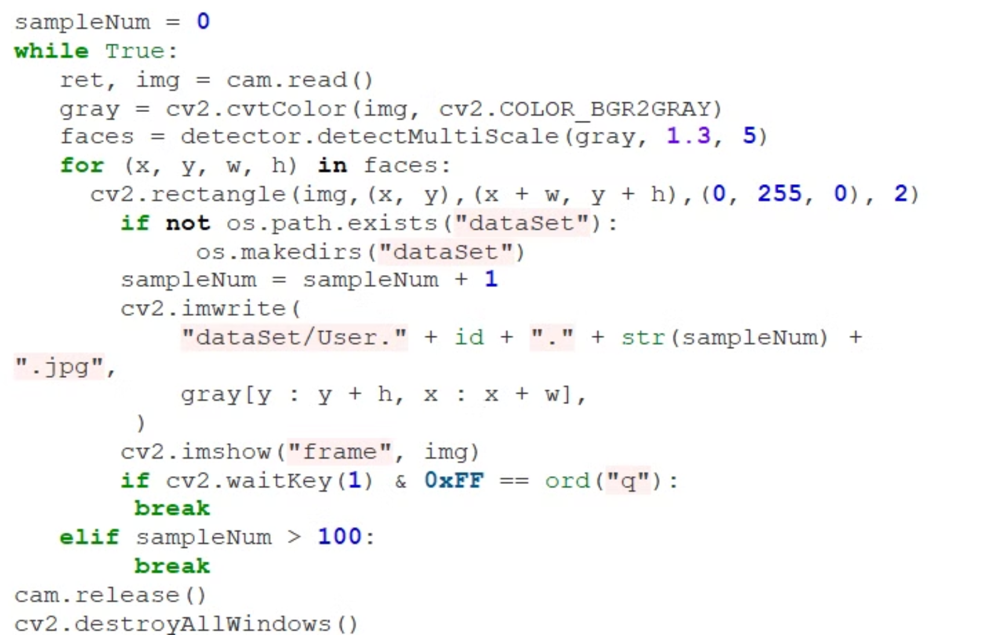 sampleNum = 0
while True:
   ret, img = cam.read()
   gray = cv2.cvtColor(img, cv2.COLOR_BGR2GRAY)
   faces = detector.detectMultiScale(gray, 1.3, 5)
   for (x, y, w, h) in faces:
     cv2.rectangle(img,(x, y),(x + w, y + h),(0, 255, 0), 2)
       if not os.path.exists("dataSet"):
            os.makedirs("dataSet")
       sampleNum = sampleNum + 1
       cv2.imwrite(
           "dataSet/User." + id + "." + str(sampleNum) +
".jpg",
           gray[y : y + h, x : x + w],
        )
       cv2.imshow("frame", img)
       if cv2.waitKey(1) & 0xFF == ord("q"):
        break
   elif sampleNum > 100:
        break
cam.release()
cv2.destroyAllWindows()